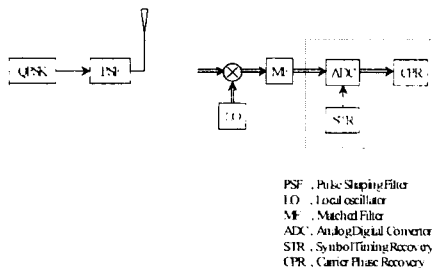 QPSK PSF MF ADC CPR
LO STR
PSF , Pulse Shaping Filter
LO , Local oscillator
MF , Matched Filter
ADC , Analog Digital Convertor
STR , Symbol Timing Recovery
CPR , Carrier Phase Recovery